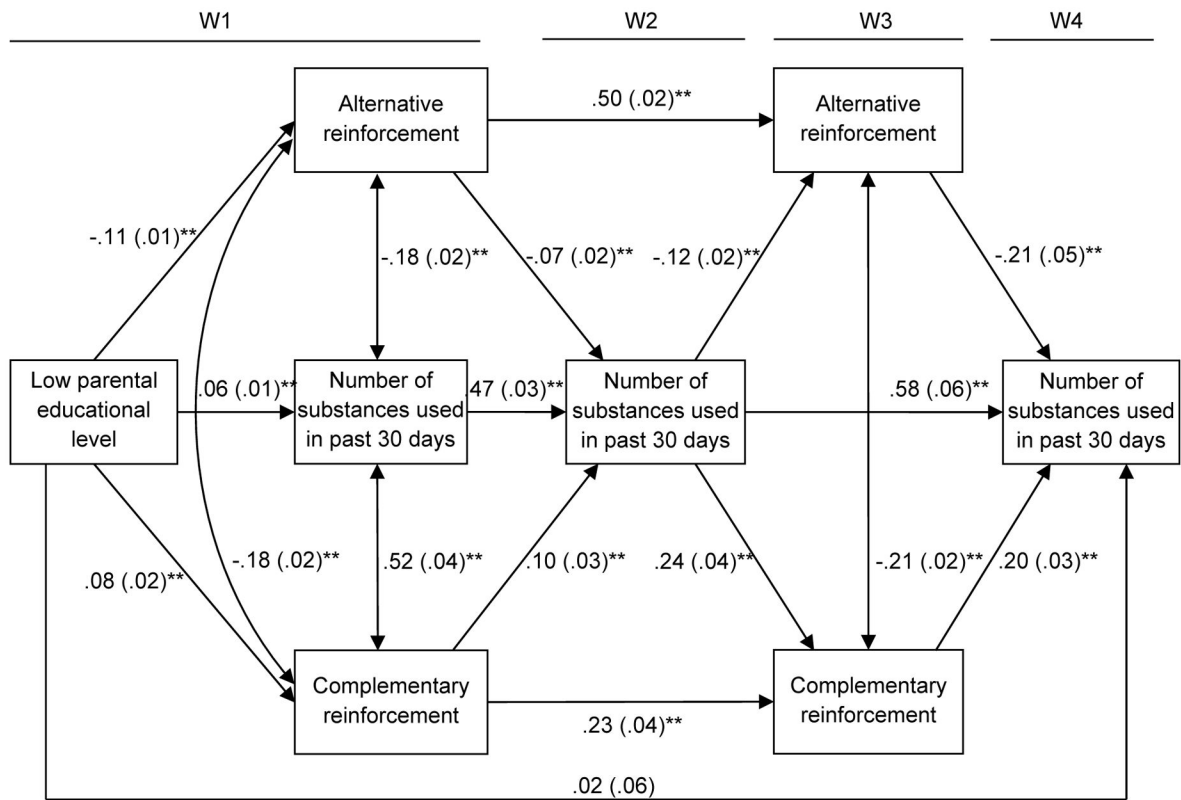 W1
W2
W3
W4
Alternative
reinforcement
.50 (.02)**
Alternative
reinforcement
-.11 (.01)**
-.18 (.02)**
-.07 (.02)**
-.12 (.02)**
-.21 (.05)**
Low parental
educational
level
.06 (.01)**
Number of
substances used
in past 30 days
.47 (.03)**
Number of
substances used
in past 30 days
.58 (.06)**
Number of
substances used
in past 30 days
.08 (.02)**
-.18 (.02)**
.52 (.04)**
.10 (.03)**
.24 (.04)**
-.21 (.02)**
.20 (.03)**
Complementary
reinforcement
.23 (.04)**
Complementary
reinforcement
.02 (.06)